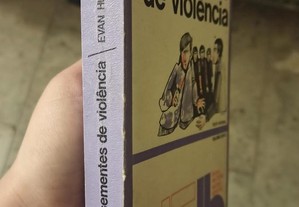 de violência
sementes de violência / EVAN H